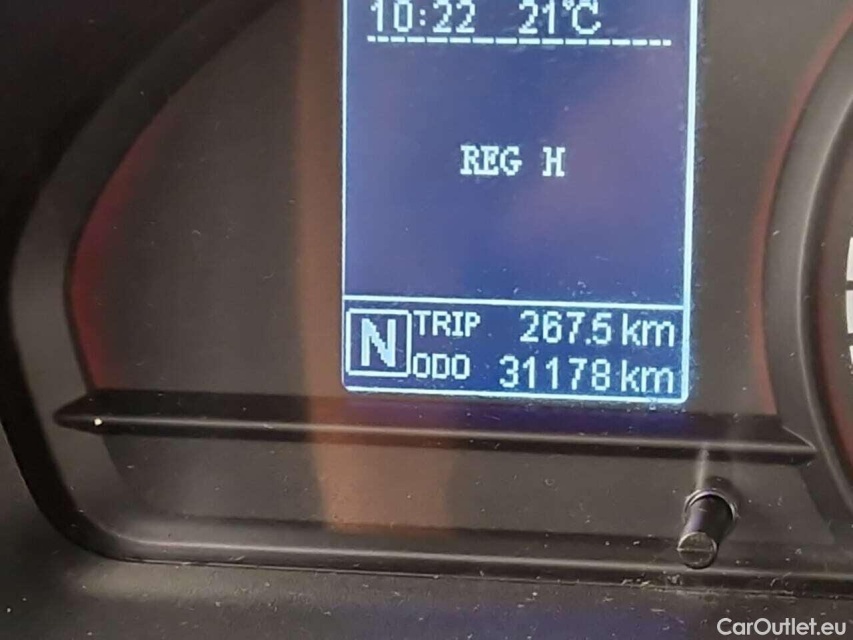 10:22 21°C
REG H
N
TRIP 267.5 km
ODO 31178 km
CarOutlet.eu